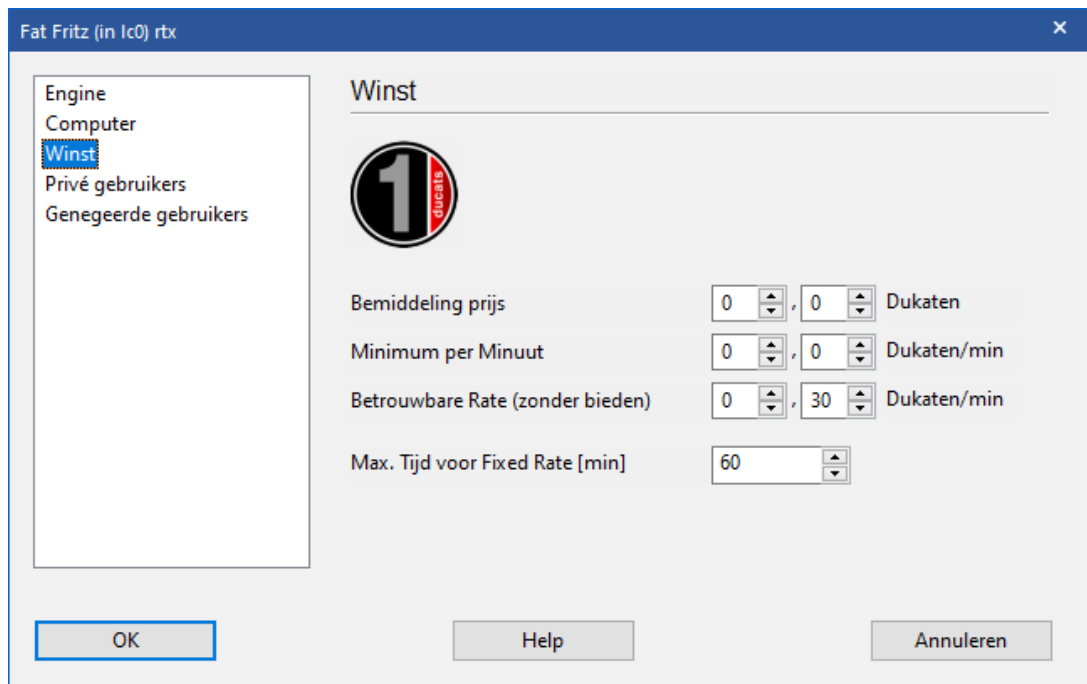 Fat Fritz (in lc0) rtx
Engine
Computer
Winst
Privé gebruikers
Genegeerde gebruikers
Winst
1 ducats
Bemiddeling prijs 0 , 0 Dukaten
Minimum per Minuut 0 , 0 Dukaten/min
Betrouwbare Rate (zonder bieden) 0 , 30 Dukaten/min
Max. Tijd voor Fixed Rate [min] 60
OK Help Annuleren